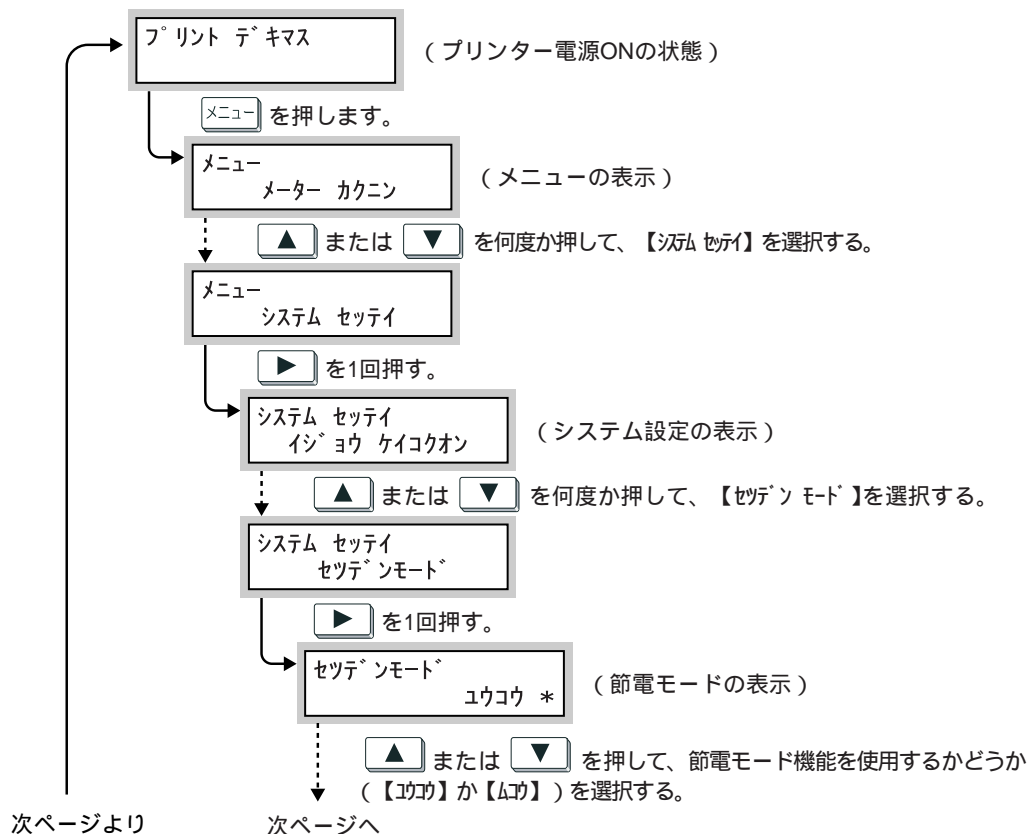 プリント デキマス
(プリンター電源ONの状態)
メニュー を押します。
メニュー
メーター カクニン
(メニューの表示)
▲ または ▼ を何度か押して、【システム セッテイ】を選択する。
メニュー
システム セッテイ
▶ を1回押す。
システム セッテイ
イジョウ ケイコクオン
(システム設定の表示)
▲ または ▼ を何度か押して、【セツデン モード】を選択する。
システム セッテイ
セツデンモード
▶ を1回押す。
セツデンモード
ユウコウ *
(節電モードの表示)
▲ または ▼ を押して、節電モード機能を使用するかどうか
(【ユウコウ】か【ムコウ】)を選択する。
次ページより
次ページへ